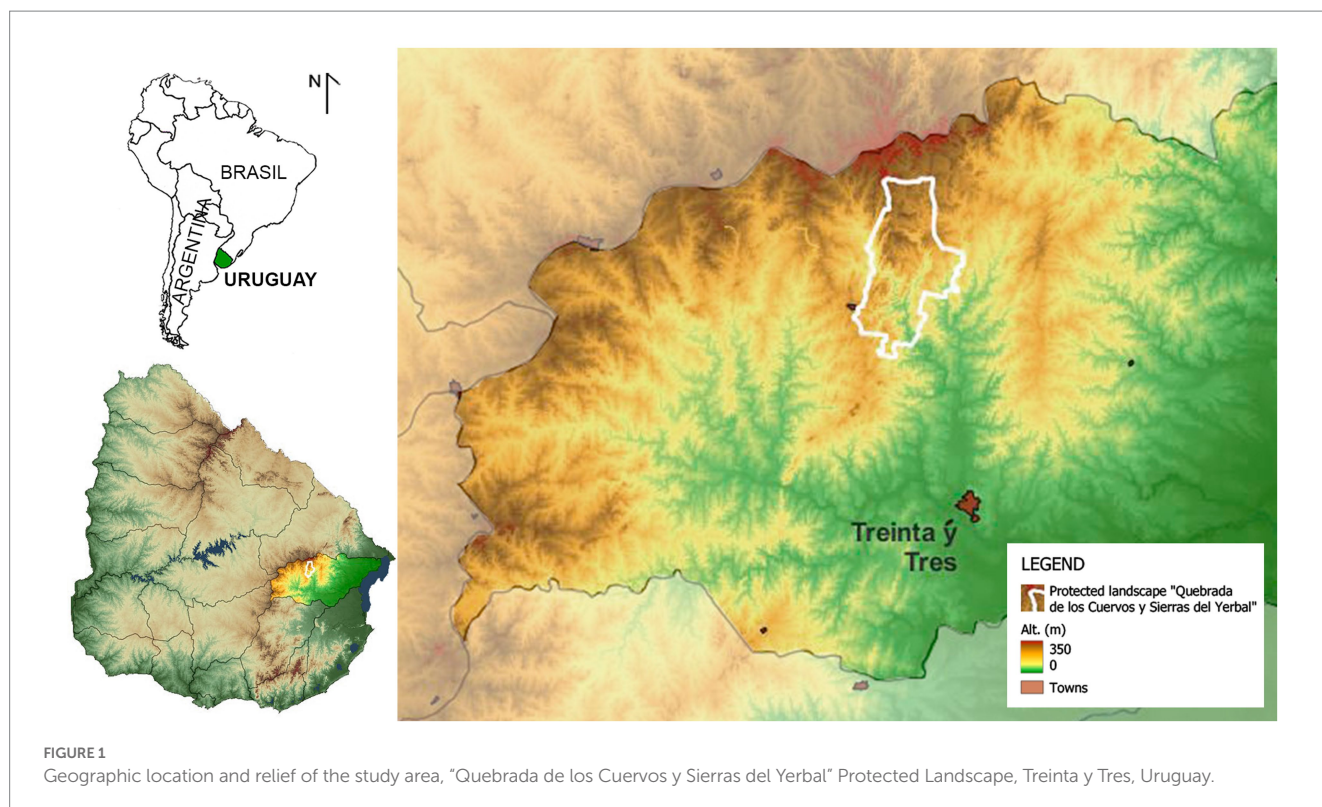 N
BRASIL
ARGENTINA
URUGUAY
Treinta y
Tres
LEGEND
Protected landscape "Quebrada
de los Cuervos y Sierras del Yerbal"
Alt. (m)
350
0
Towns
FIGURE 1
Geographic location and relief of the study area, “Quebrada de los Cuervos y Sierras del Yerbal” Protected Landscape, Treinta y Tres, Uruguay.